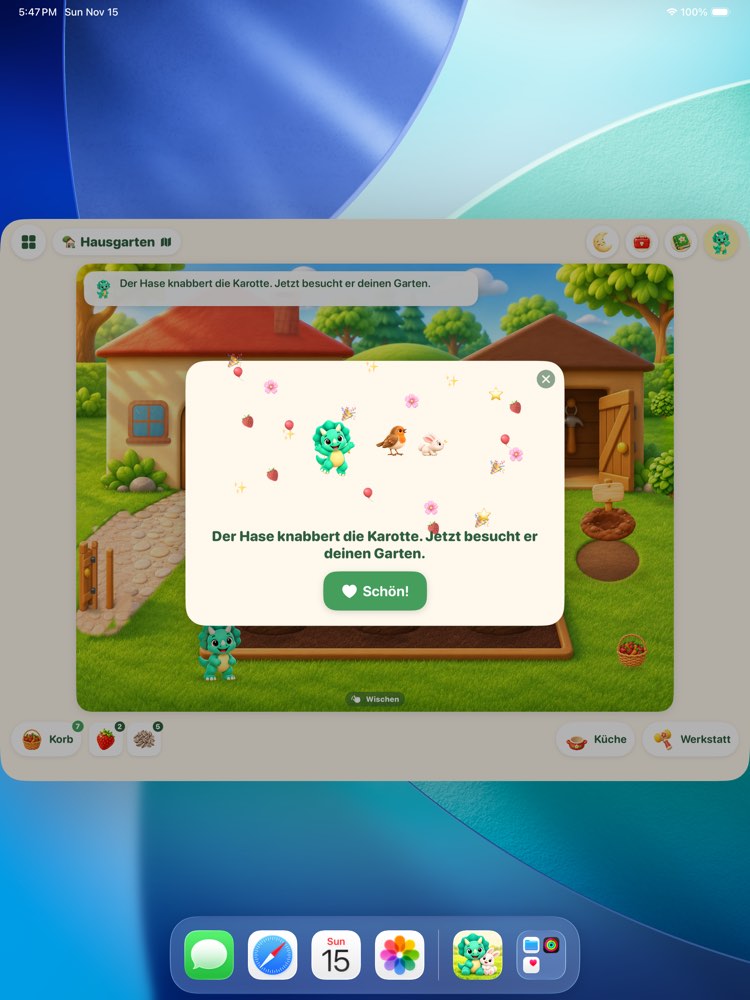 5:47 PM Sun Nov 15
100%
Hausgarten
Der Hase knabbert die Karotte. Jetzt besucht er deinen Garten.
Der Hase knabbert die Karotte. Jetzt besucht er
deinen Garten.
Schön!
Wischen
Korb
7
2
5
Küche
Werkstatt
Sun
15